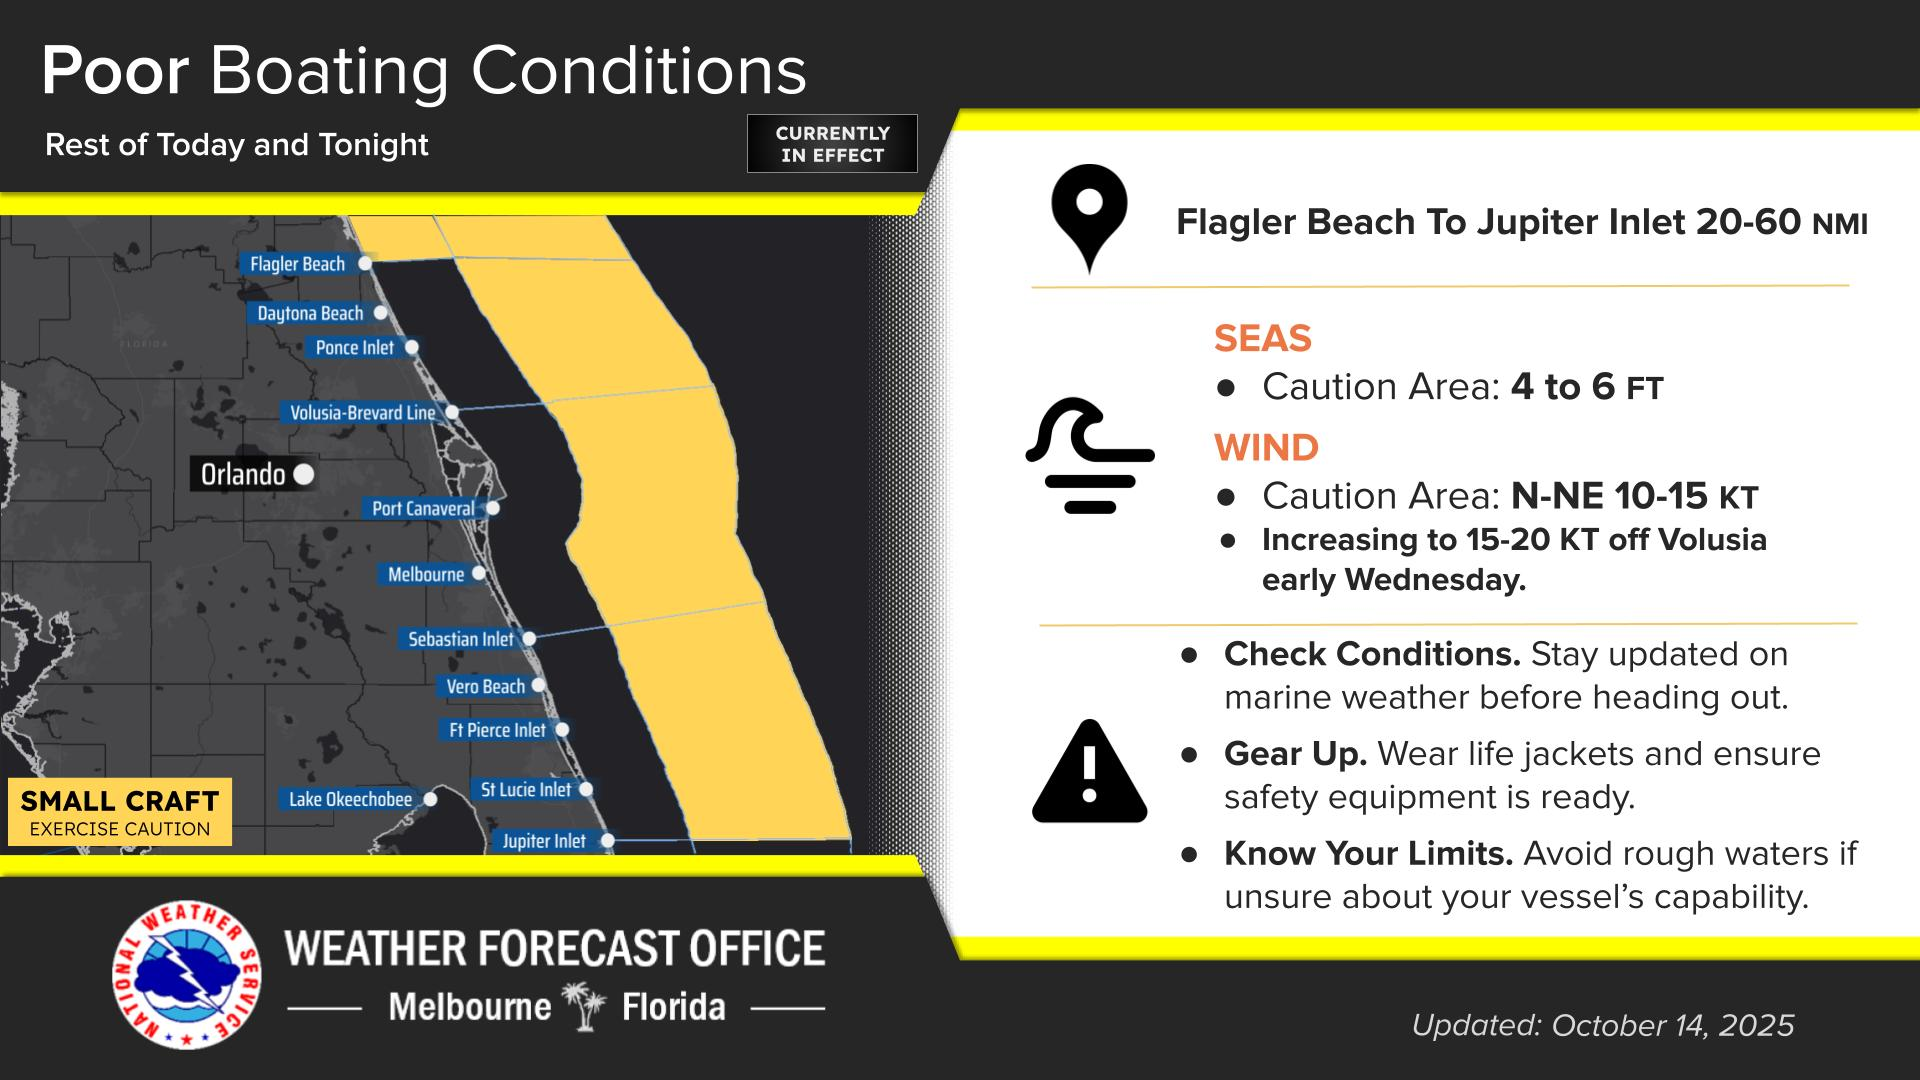 Poor Boating Conditions
Rest of Today and Tonight
CURRENTLY
IN EFFECT
Flagler Beach
Daytona Beach
FLORIDA
Ponce Inlet
Volusia-Brevard Line
Orlando
Port Canaveral
Melbourne
Sebastian Inlet
Vero Beach
Ft Pierce Inlet
St Lucie Inlet
Lake Okeechobee
Jupiter Inlet
SMALL CRAFT
EXERCISE CAUTION
Flagler Beach To Jupiter Inlet 20-60 NMI
SEAS
● Caution Area: 4 to 6 FT
WIND
● Caution Area: N-NE 10-15 KT
● Increasing to 15-20 KT off Volusia
early Wednesday.
● Check Conditions. Stay updated on
marine weather before heading out.
● Gear Up. Wear life jackets and ensure
safety equipment is ready.
● Know Your Limits. Avoid rough waters if
unsure about your vessel’s capability.
NATIONAL WEATHER SERVICE
WEATHER FORECAST OFFICE
Melbourne Florida
Updated: October 14, 2025